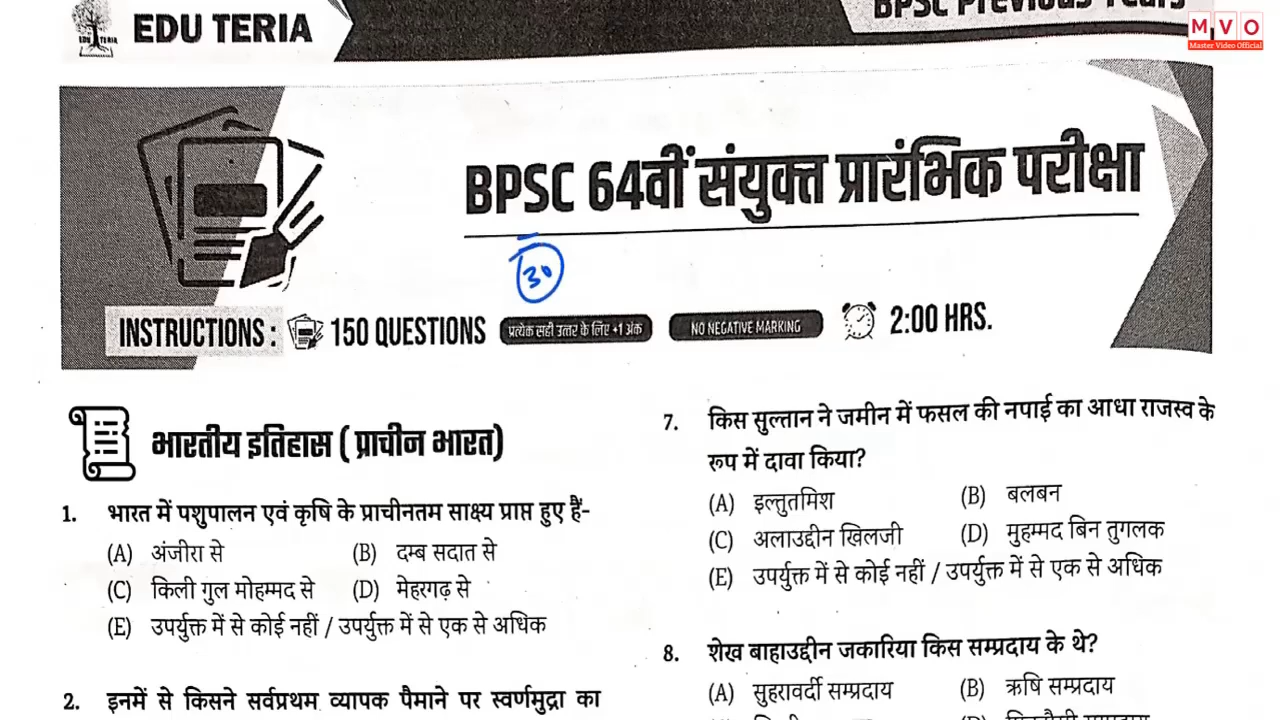 EDU TERIA
BPSC Previous Years
M V O
Master Video Official
BPSC 64वीं संयुक्त प्रारंभिक परीक्षा
30
INSTRUCTIONS : 150 QUESTIONS प्रत्येक सही उत्तर के लिए +1 अंक NO NEGATIVE MARKING 2:00 HRS.
भारतीय इतिहास ( प्राचीन भारत)
1. भारत में पशुपालन एवं कृषि के प्राचीनतम साक्ष्य प्राप्त हुए हैं-
(A) अंजीरा से (B) दम्ब सदात से
(C) किली गुल मोहम्मद से (D) मेहरगढ़ से
(E) उपर्युक्त में से कोई नहीं / उपर्युक्त में से एक से अधिक
2. इनमें से किसने सर्वप्रथम व्यापक पैमाने पर स्वर्णमुद्रा का
7. किस सुल्तान ने जमीन में फसल की नपाई का आधा राजस्व के
रूप में दावा किया?
(A) इल्तुतमिश (B) बलबन
(C) अलाउद्दीन खिलजी (D) मुहम्मद बिन तुगलक
(E) उपर्युक्त में से कोई नहीं / उपर्युक्त में से एक से अधिक
8. शेख बाहाउद्दीन जकारिया किस सम्प्रदाय के थे?
(A) सुहरावर्दी सम्प्रदाय (B) ऋषि सम्प्रदाय